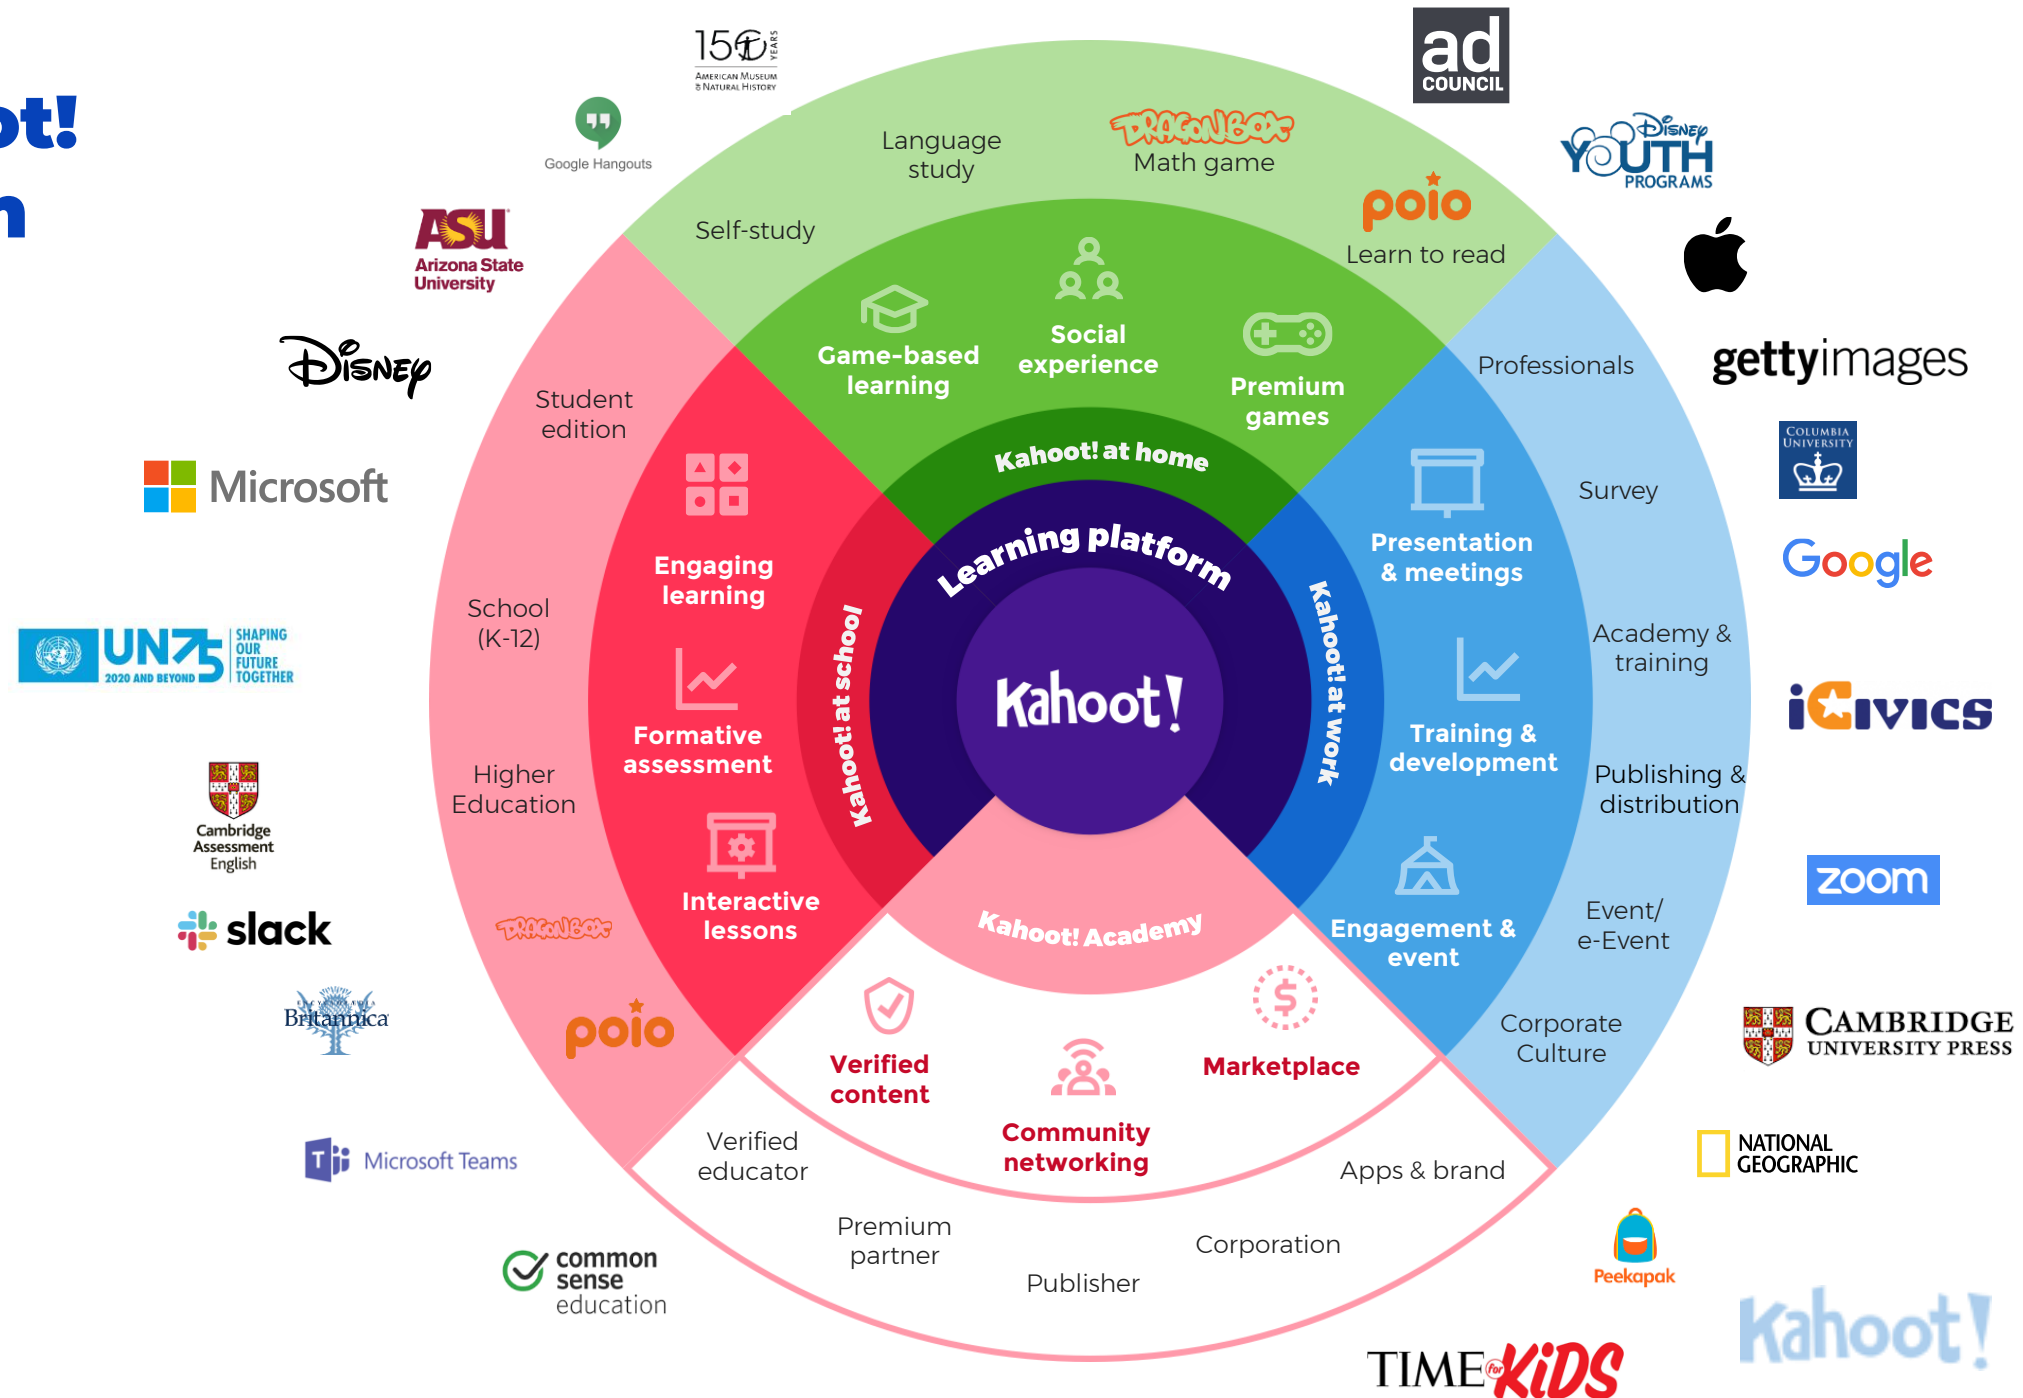 ot!
n
150 YEARS
AMERICAN MUSEUM
OF NATURAL HISTORY
Google Hangouts
ASU
Arizona State
University
DISNEY
Microsoft
UN75
2020 AND BEYOND
SHAPING
OUR
FUTURE
TOGETHER
Cambridge
Assessment
English
slack
ENCYCLOPÆDIA
Britannica
Microsoft Teams
common
sense
education
ad
COUNCIL
DISNEY
YOUTH
PROGRAMS
gettyimages
COLUMBIA
UNIVERSITY
Google
iCIVICS
zoom
CAMBRIDGE
UNIVERSITY PRESS
NATIONAL
GEOGRAPHIC
Peekapak
TIME for KiDS
Kahoot!
Language
study
DRAGONBOX
Math game
poio
Learn to read
Self-study
Game-based
learning
Social
experience
Premium
games
Kahoot! at home
Student
edition
School
(K-12)
Higher
Education
DRAGONBOX
poio
Engaging
learning
Formative
assessment
Interactive
lessons
Kahoot! at school
Learning platform
Kahoot!
Kahoot! at work
Presentation
& meetings
Training &
development
Engagement &
event
Professionals
Survey
Academy &
training
Publishing &
distribution
Event/
e-Event
Corporate
Culture
Kahoot! Academy
Verified
content
Community
networking
Marketplace
Verified
educator
Premium
partner
Publisher
Corporation
Apps & brand